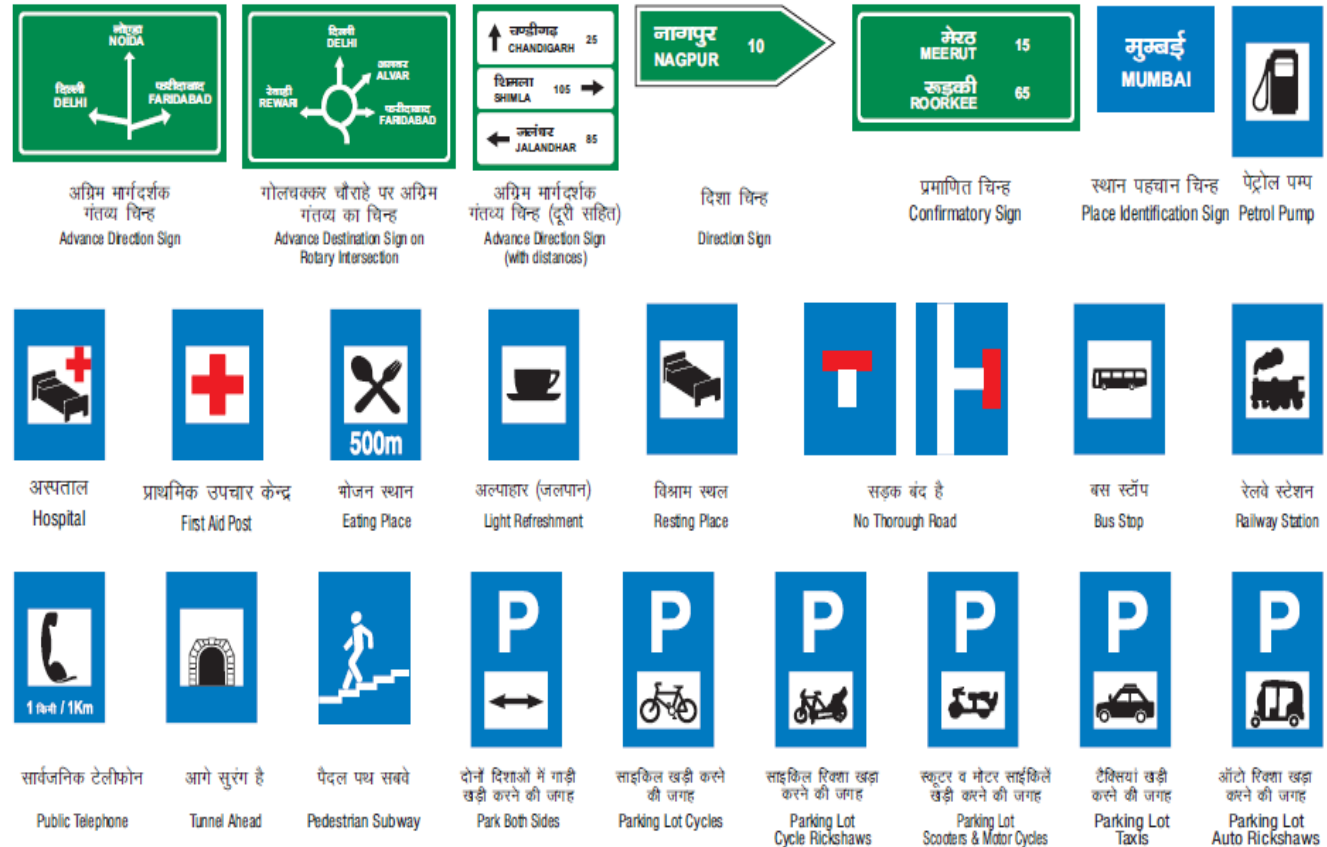 नोएडा
NOIDA
दिल्ली
DELHI
फरीदाबाद
FARIDABAD
दिल्ली
DELHI
अलवर
ALVAR
रेवाड़ी
REWARI
फरीदाबाद
FARIDABAD
चण्डीगढ़
CHANDIGARH 25
शिमला
SHIMLA 105
जलंधर
JALANDHAR 85
नागपुर
NAGPUR 10
मेरठ
MEERUT 15
रूड़की
ROORKEE 65
मुम्बई
MUMBAI
अग्रिम मार्गदर्शक
गंतव्य चिन्ह
Advance Direction Sign
गोलचक्कर चौराहे पर अग्रिम
गंतव्य का चिन्ह
Advance Destination Sign on
Rotary Intersection
अग्रिम मार्गदर्शक
गंतव्य चिन्ह (दूरी सहित)
Advance Direction Sign
(with distances)
दिशा चिन्ह
Direction Sign
प्रमाणित चिन्ह
Confirmatory Sign
स्थान पहचान चिन्ह
Place Identification Sign
पेट्रोल पम्प
Petrol Pump
500m
अस्पताल
Hospital
प्राथमिक उपचार केन्द्र
First Aid Post
भोजन स्थान
Eating Place
अल्पाहार (जलपान)
Light Refreshment
विश्राम स्थल
Resting Place
सड़क बंद है
No Thorough Road
बस स्टॉप
Bus Stop
रेलवे स्टेशन
Railway Station
1 किमी / 1Km
P
P
P
P
P
P
सार्वजनिक टेलीफोन
Public Telephone
आगे सुरंग है
Tunnel Ahead
पैदल पथ सबवे
Pedestrian Subway
दोनों दिशाओं में गाड़ी
खड़ी करने की जगह
Park Both Sides
साइकिल खड़ी करने
की जगह
Parking Lot Cycles
साइकिल रिक्शा खड़ा
करने की जगह
Parking Lot
Cycle Rickshaws
स्कूटर व मोटर साईकिलें
खड़ी करने की जगह
Parking Lot
Scooters & Motor Cycles
टैक्सियां खड़ी
करने की जगह
Parking Lot
Taxis
ऑटो रिक्शा खड़ा
करने की जगह
Parking Lot
Auto Rickshaws